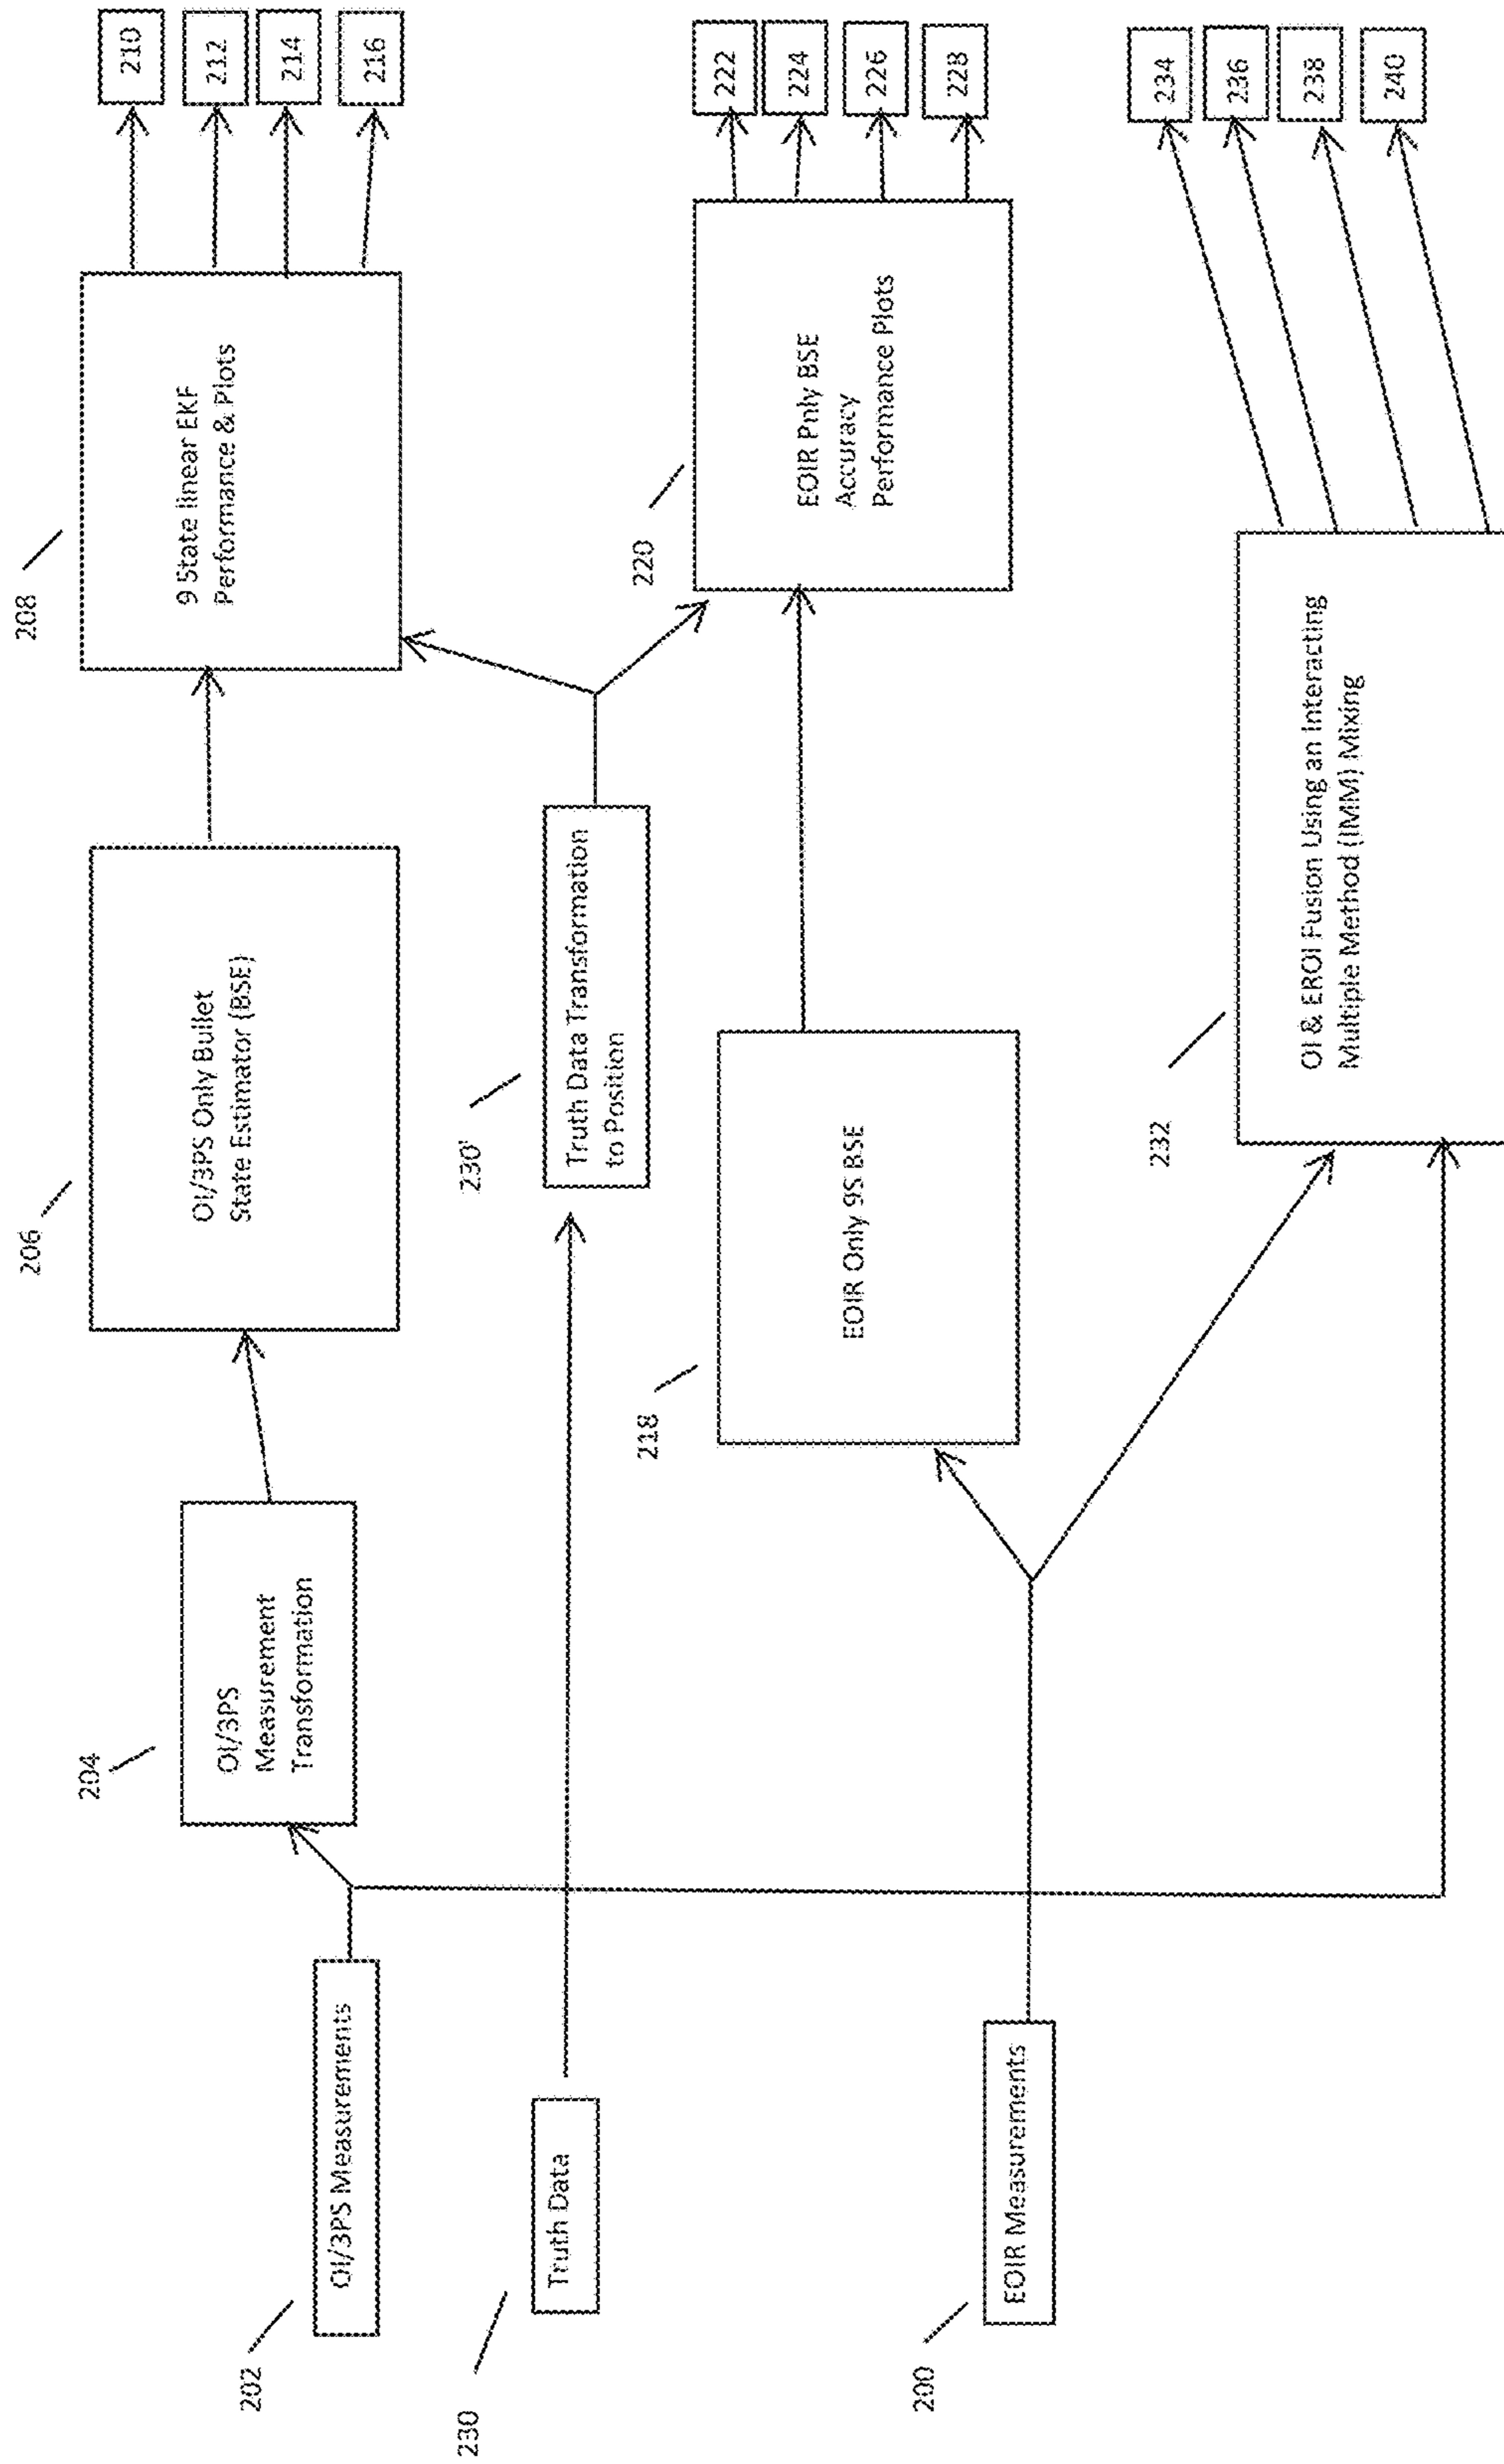 202
OI/3PS Measurements
204
OI/3PS
Measurement
Transformation
206
OI/3PS Only Bullet
State Estimator (BSE)
208
9 State linear EKF
Performance & Plots
210
212
214
216
230
Truth Data
230'
Truth Data Transformation
to Position
200
EOIR Measurements
218
EOIR Only 9S BSE
220
EOIR Pnly BSE
Accuracy
Performance Plots
222
224
226
228
232
OI & EROI Fusion Using an Interacting
Multiple Method (IMM) Mixing
234
236
238
240